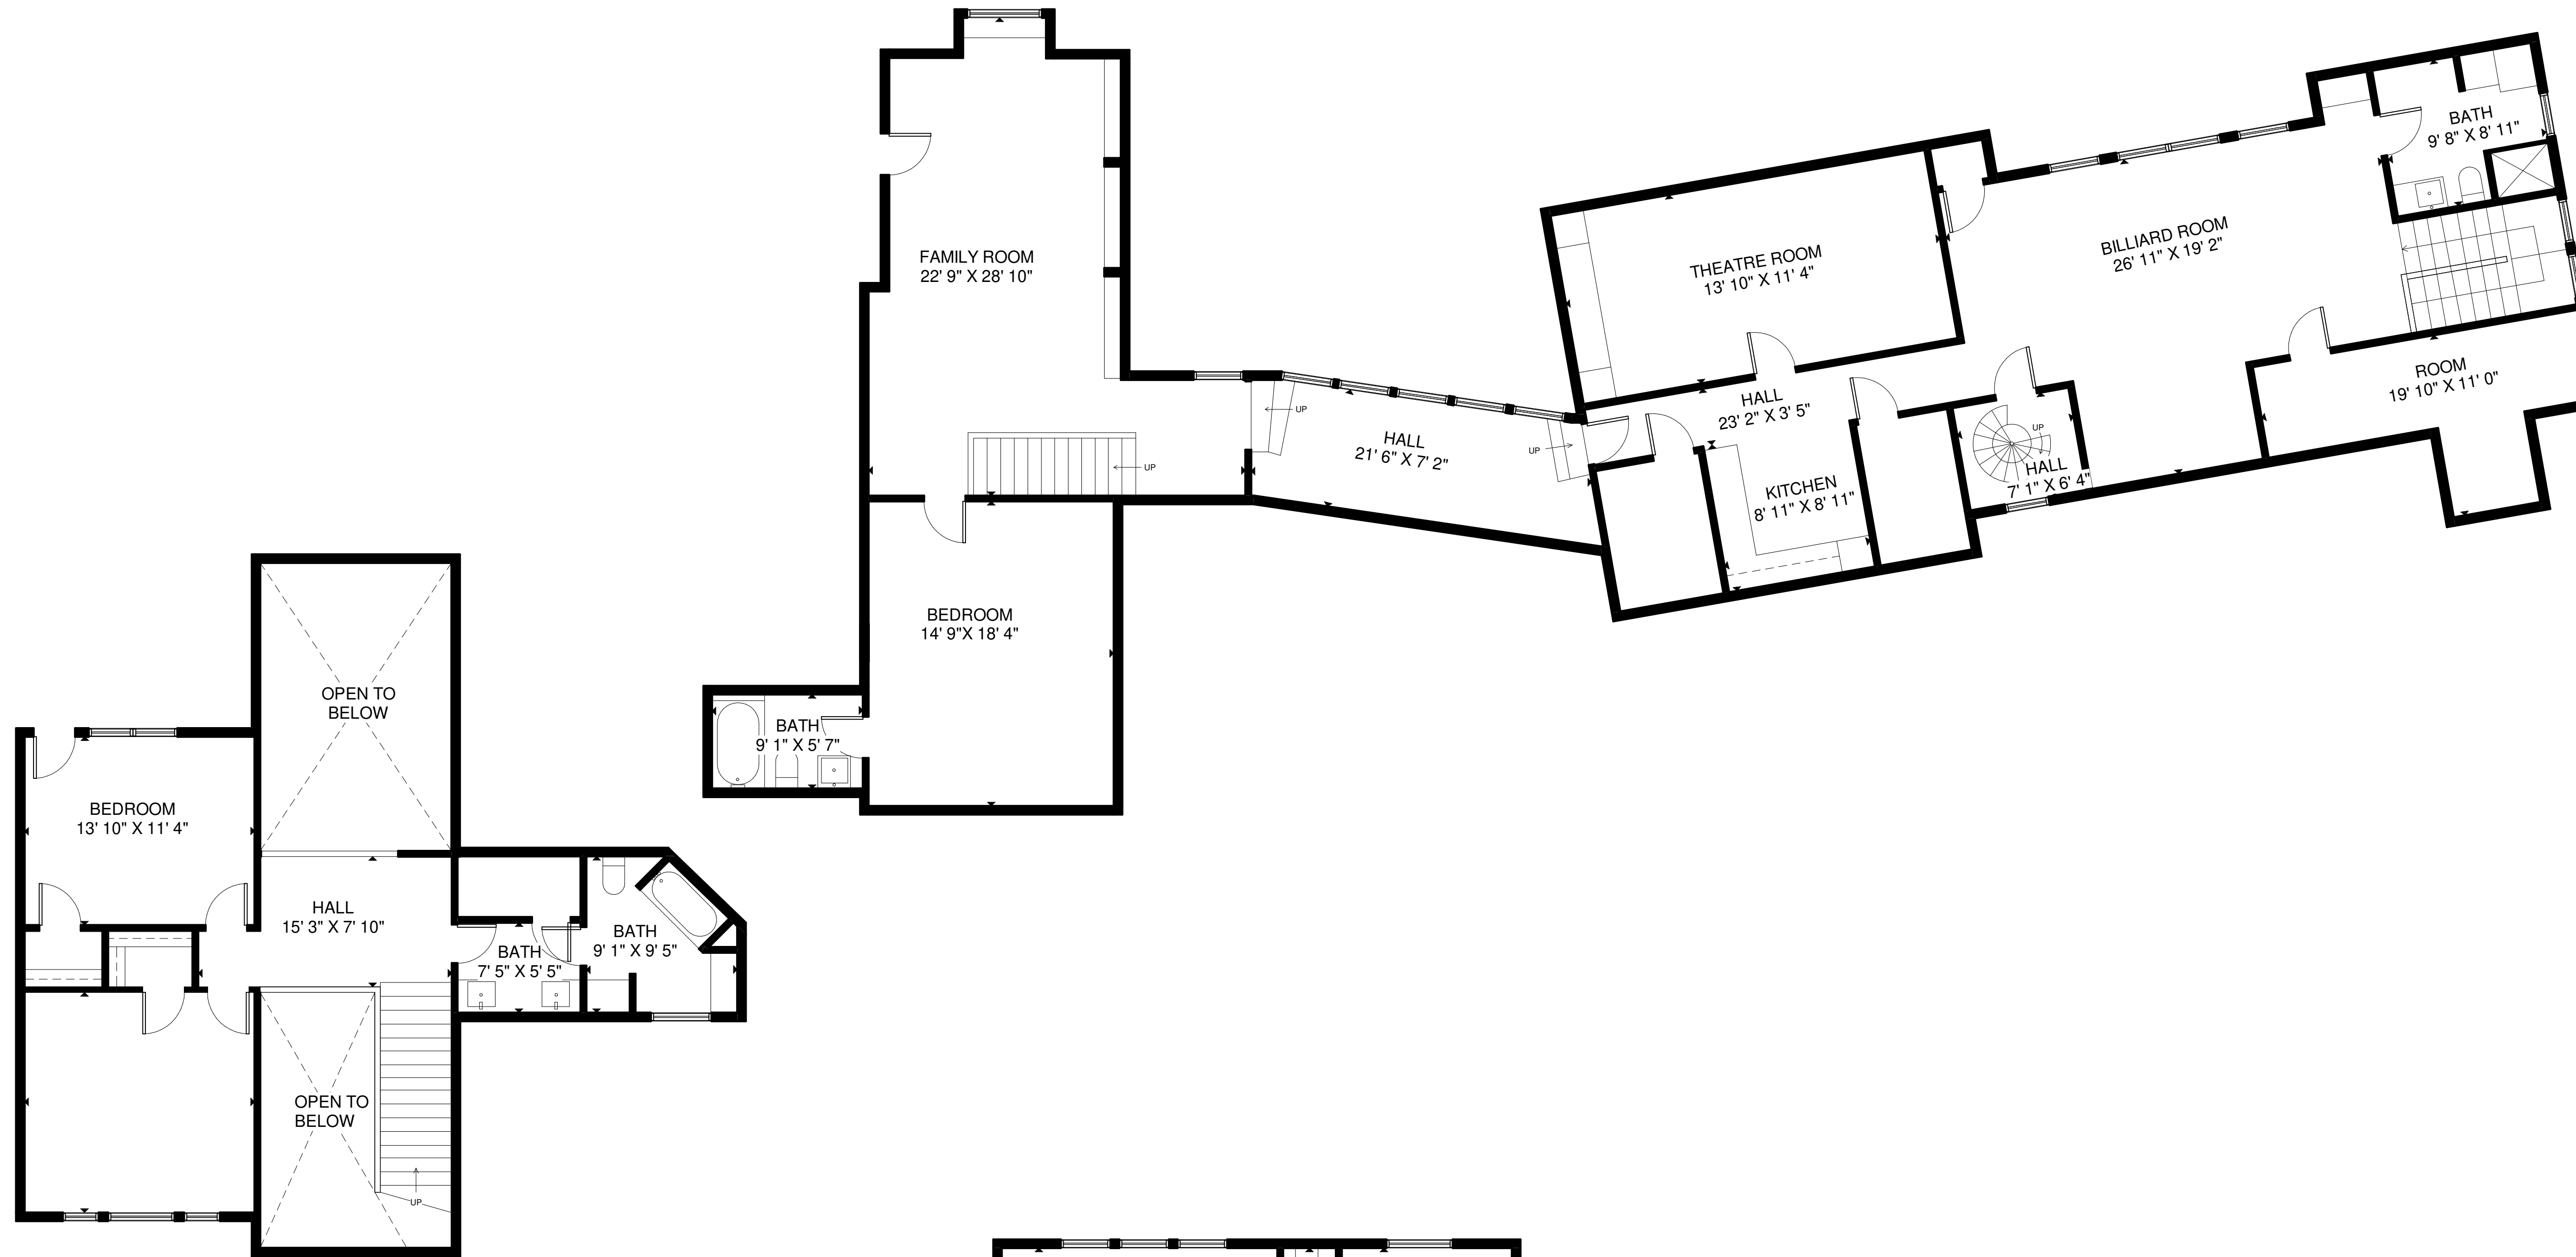 FAMILY ROOM
22' 9" X 28' 10"
UP
BEDROOM
14' 9"X 18' 4"
BATH
9' 1" X 5' 7"
UP
HALL
21' 6" X 7' 2"
UP
THEATRE ROOM
13' 10" X 11' 4"
HALL
23' 2" X 3' 5"
KITCHEN
8' 11" X 8' 11"
BILLIARD ROOM
26' 11" X 19' 2"
BATH
9' 8" X 8' 11"
UP
HALL
7' 1" X 6' 4"
ROOM
19' 10" X 11' 0"
OPEN TO
BELOW
BEDROOM
13' 10" X 11' 4"
HALL
15' 3" X 7' 10"
BATH
7' 5" X 5' 5"
BATH
9' 1" X 9' 5"
OPEN TO
BELOW
UP